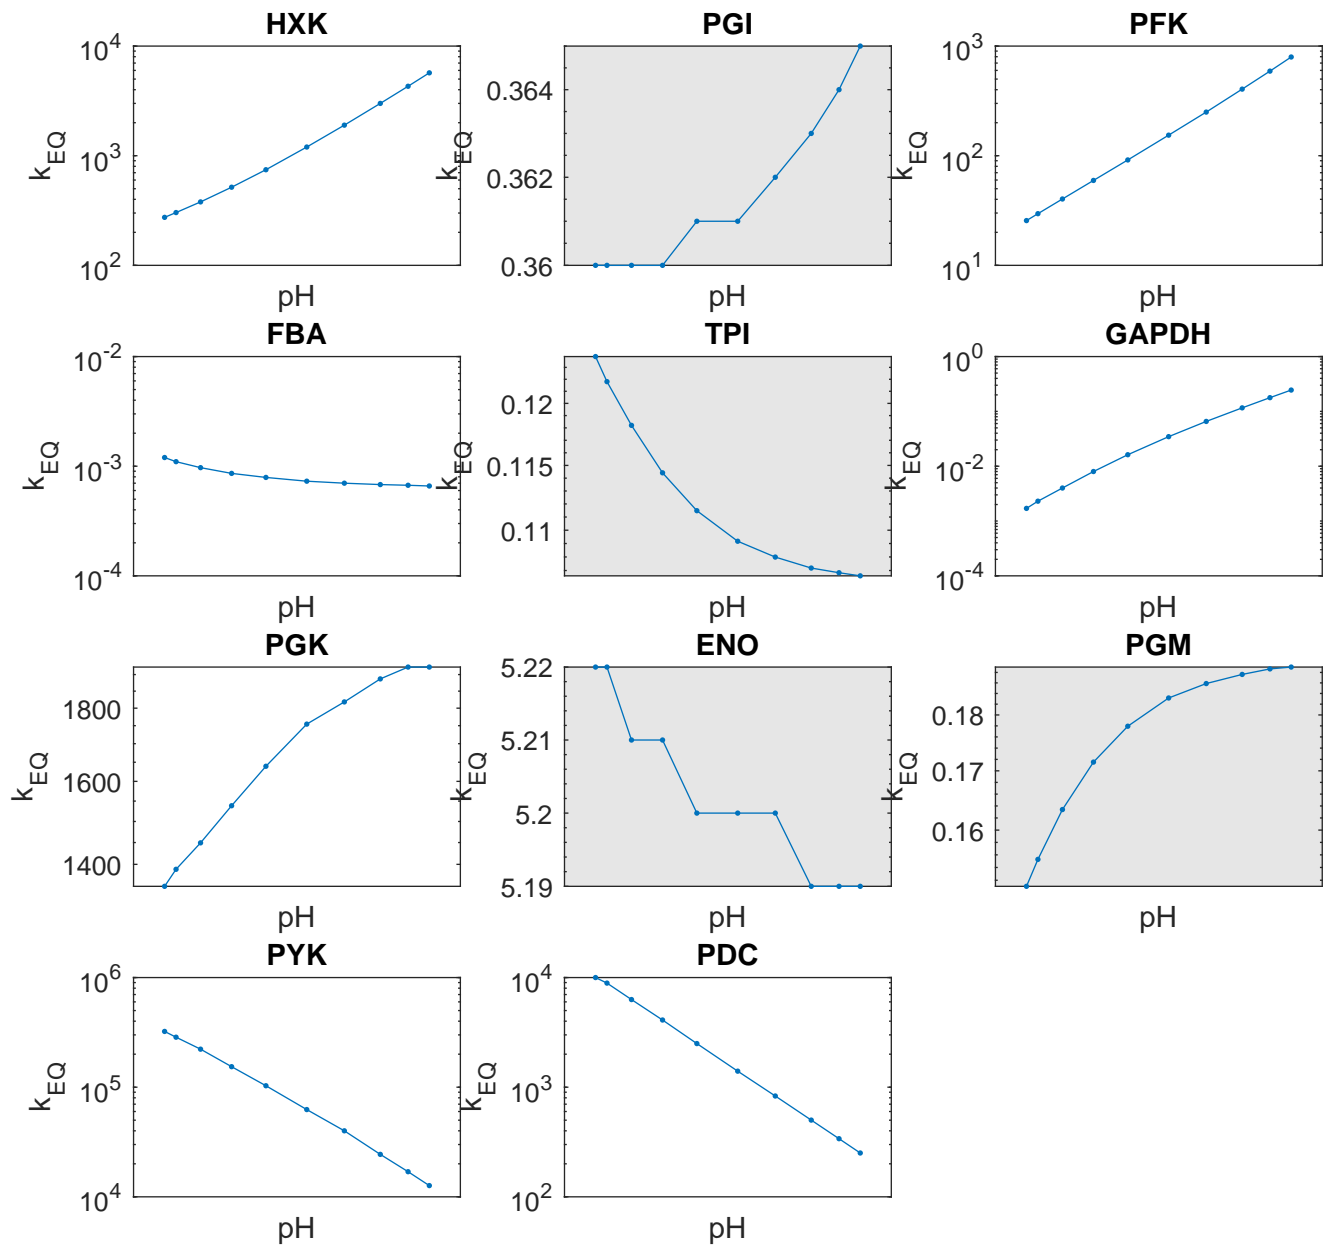 HXK
10^4
10^3
10^2
k_EQ
pH
PGI
0.364
0.362
0.36
k_EQ
pH
PFK
10^3
10^2
10^1
k_EQ
pH
FBA
10^-2
10^-3
10^-4
k_EQ
pH
TPI
0.12
0.115
0.11
k_EQ
pH
GAPDH
10^0
10^-2
10^-4
k_EQ
pH
PGK
1800
1600
1400
k_EQ
pH
ENO
5.22
5.21
5.2
5.19
k_EQ
pH
PGM
0.18
0.17
0.16
k_EQ
pH
PYK
10^6
10^5
10^4
k_EQ
pH
PDC
10^4
10^3
10^2
k_EQ
pH